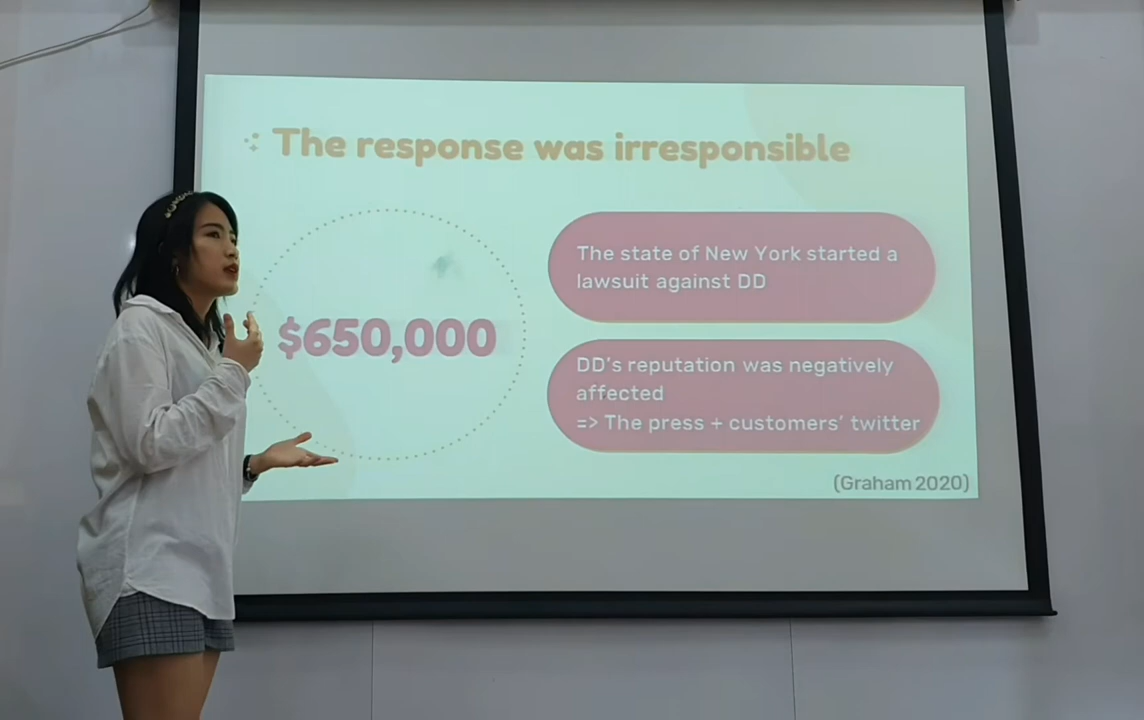 The response was irresponsible
$650,000
The state of New York started a
lawsuit against DD
DD's reputation was negatively
affected
=> The press + customers' twitter
(Graham 2020)